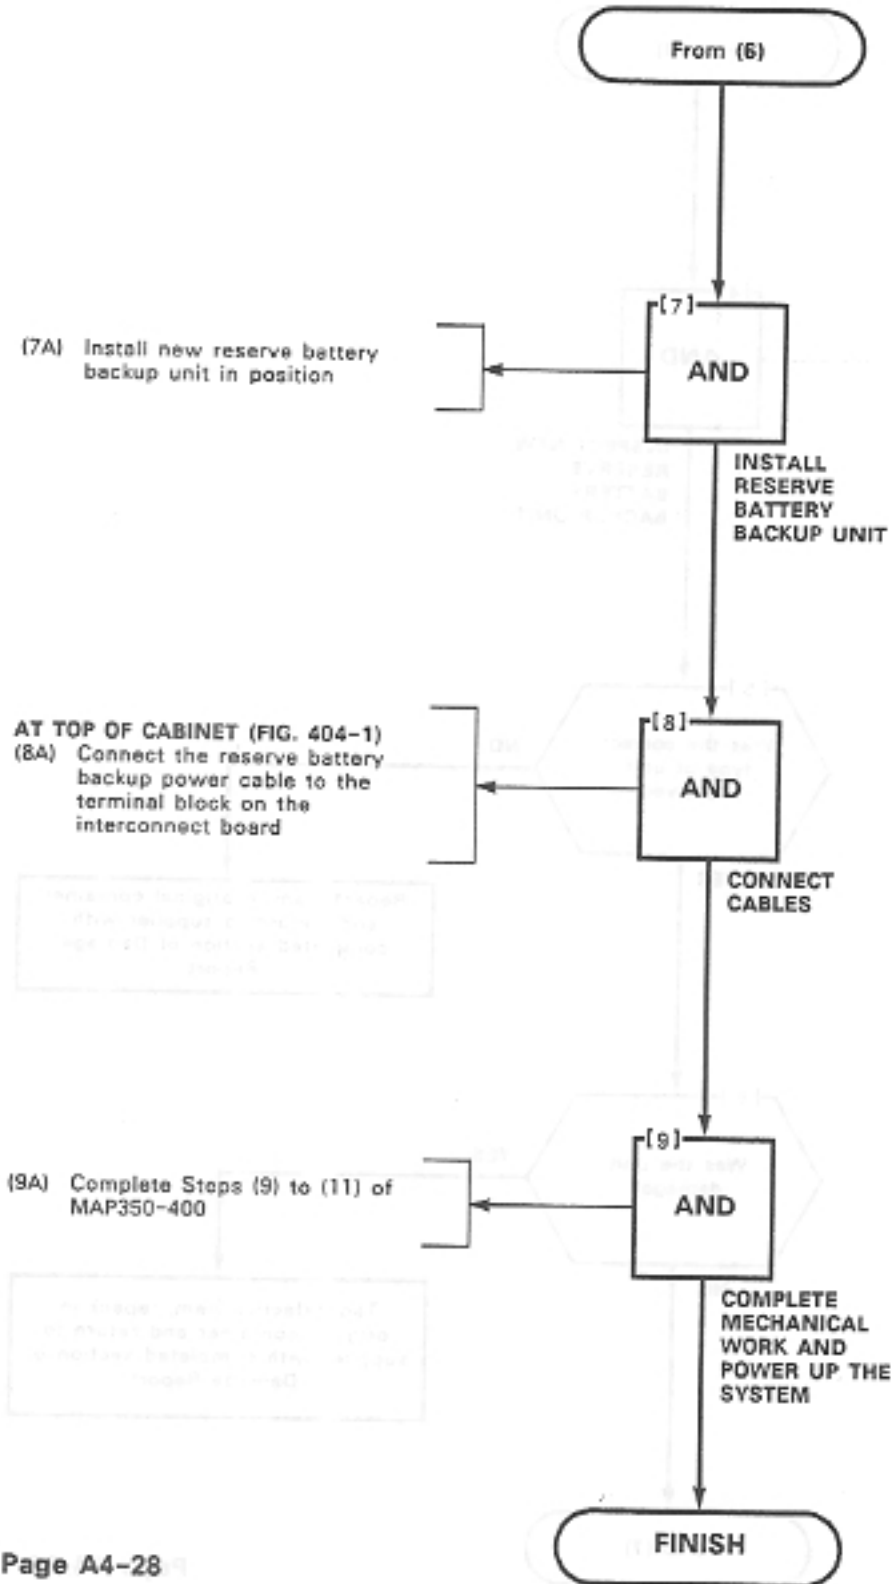 From (6)
[7]
AND
(7A) Install new reserve battery
backup unit in position
INSTALL
RESERVE
BATTERY
BACKUP UNIT
[8]
AND
AT TOP OF CABINET (FIG. 404-1)
(8A) Connect the reserve battery
backup power cable to the
terminal block on the
interconnect board
CONNECT
CABLES
[9]
AND
(9A) Complete Steps (9) to (11) of
MAP350-400
COMPLETE
MECHANICAL
WORK AND
POWER UP THE
SYSTEM
FINISH
Page A4-28